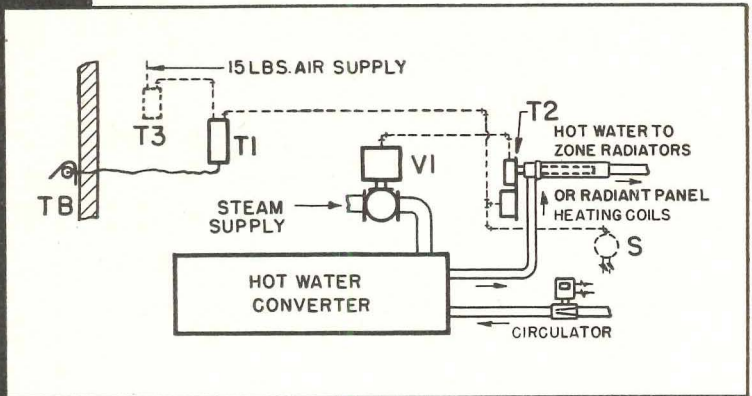 15 LBS. AIR SUPPLY
T3
T1
T2
HOT WATER TO
ZONE RADIATORS
V1
TB
STEAM
SUPPLY
OR RADIANT PANEL
HEATING COILS
S
HOT WATER
CONVERTER
CIRCULATOR